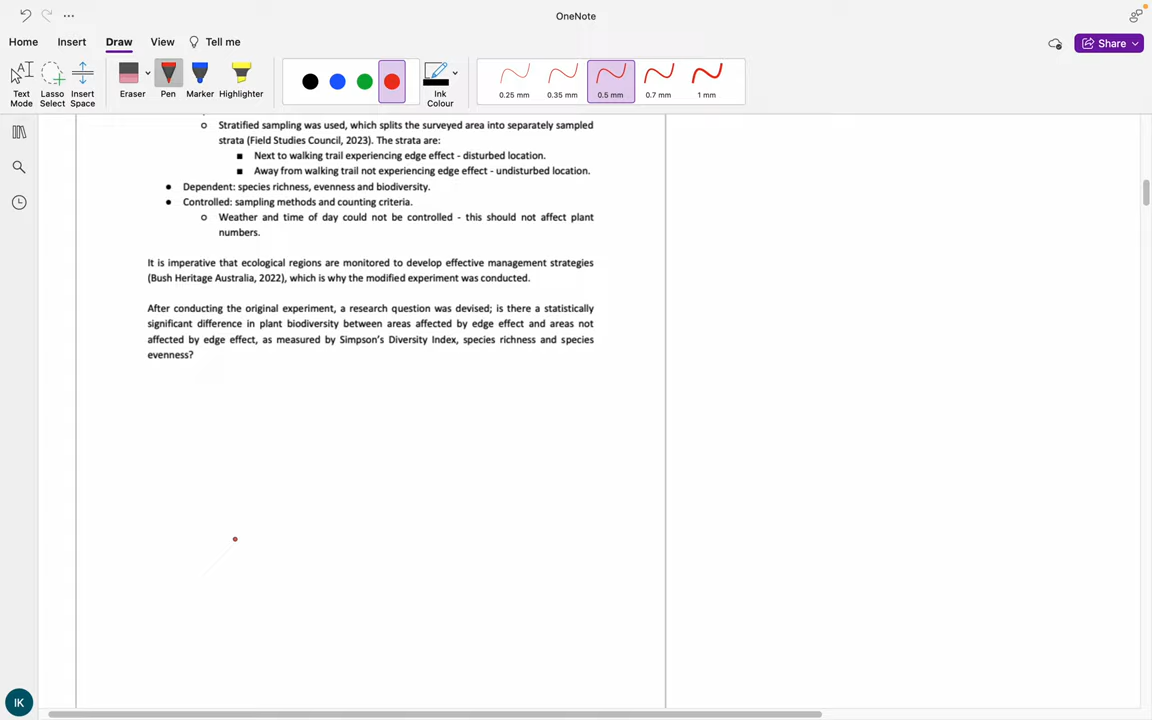 OneNote
Home Insert Draw View Tell me
Share
Text Mode
Lasso Select
Insert Space
Eraser
Pen
Marker
Highlighter
Ink Colour
0.25 mm
0.35 mm
0.5 mm
0.7 mm
1 mm
○ Stratified sampling was used, which splits the surveyed area into separately sampled
strata (Field Studies Council, 2023). The strata are:
■ Next to walking trail experiencing edge effect - disturbed location.
■ Away from walking trail not experiencing edge effect - undisturbed location.
● Dependent: species richness, evenness and biodiversity.
● Controlled: sampling methods and counting criteria.
○ Weather and time of day could not be controlled - this should not affect plant
numbers.
It is imperative that ecological regions are monitored to develop effective management strategies
(Bush Heritage Australia, 2022), which is why the modified experiment was conducted.
After conducting the original experiment, a research question was devised; is there a statistically
significant difference in plant biodiversity between areas affected by edge effect and areas not
affected by edge effect, as measured by Simpson's Diversity Index, species richness and species
evenness?
IK